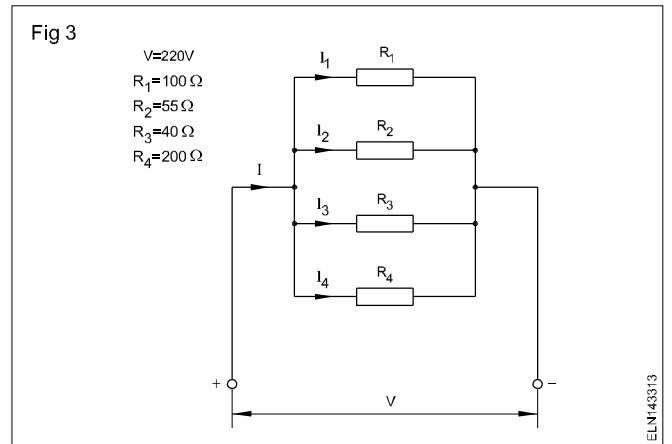 Fig 3
V=220V
R1=100 Ω
R2=55 Ω
R3=40 Ω
R4=200 Ω
I1
R1
I2
R2
I
I3
R3
I4
R4
+
−
V
ELN143313